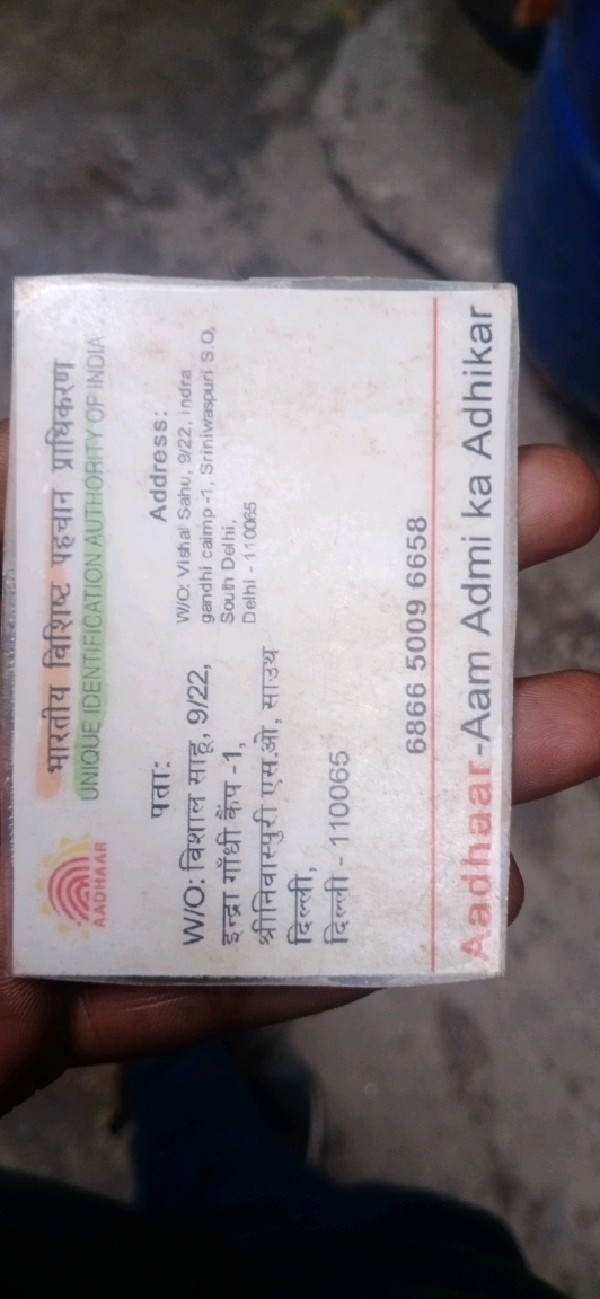 भारतीय विशिष्ट पहचान प्राधिकरण
UNIQUE IDENTIFICATION AUTHORITY OF INDIA
AADHAAR
पता:
W/O: विशाल साहू, 9/22,
इन्द्रा गाँधी कैंप -1,
श्रीनिवासपुरी एस.ओ, साउथ
दिल्ली,
दिल्ली - 110065
Address:
W/O: Vishal Sahu, 9/22, indra
gandhi caimp -1, Sriniwaspuri S.O,
South Delhi,
Delhi - 110065
6866 5009 6658
Aadhaar-Aam Admi ka Adhikar